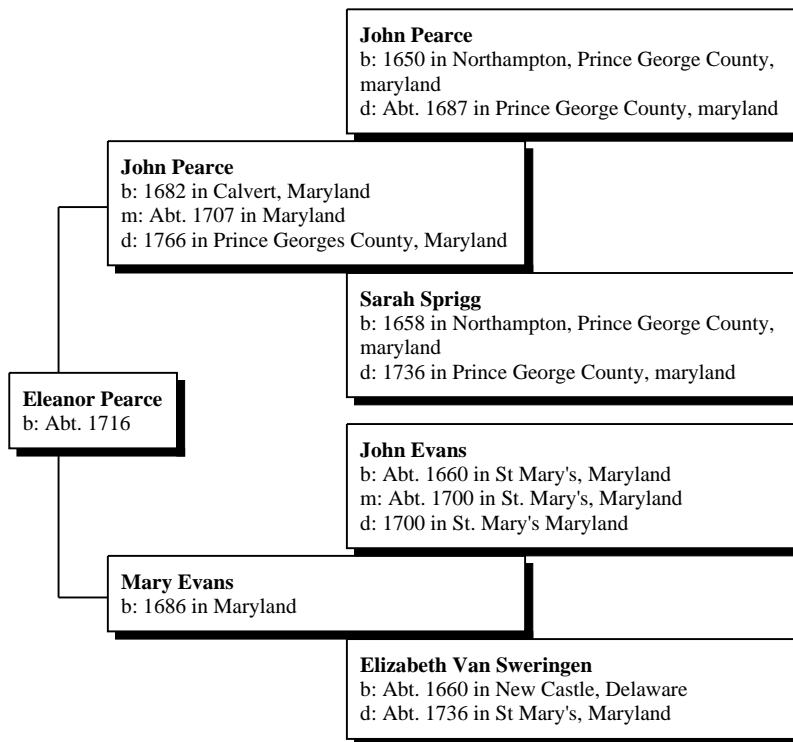 John Pearce
b: 1650 in Northampton, Prince George County,
maryland
d: Abt. 1687 in Prince George County, maryland
John Pearce
b: 1682 in Calvert, Maryland
m: Abt. 1707 in Maryland
d: 1766 in Prince Georges County, Maryland
Sarah Sprigg
b: 1658 in Northampton, Prince George County,
maryland
d: 1736 in Prince George County, maryland
Eleanor Pearce
b: Abt. 1716
John Evans
b: Abt. 1660 in St Mary's, Maryland
m: Abt. 1700 in St. Mary's, Maryland
d: 1700 in St. Mary's Maryland
Mary Evans
b: 1686 in Maryland
Elizabeth Van Sweringen
b: Abt. 1660 in New Castle, Delaware
d: Abt. 1736 in St Mary's, Maryland